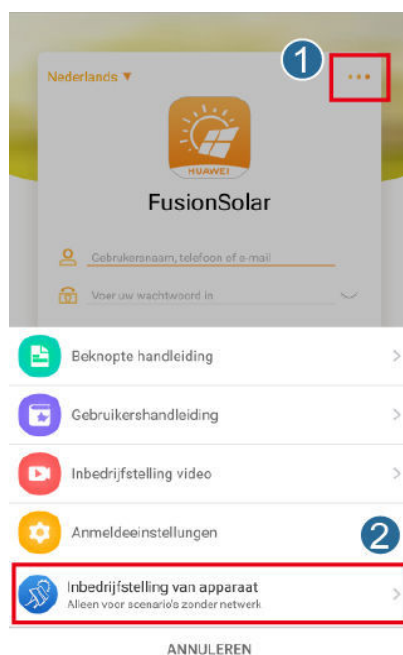 1
Nederlands ▼
HUAWEI
FusionSolar
Gebruikersnaam, telefoon of e-mail
Voer uw wachtwoord in
Beknopte handleiding
Gebruikershandleiding
Inbedrijfstelling video
Anmeldeeinstellungen
2
Inbedrijfstelling van apparaat
Alleen voor scenario's zonder netwerk
ANNULEREN